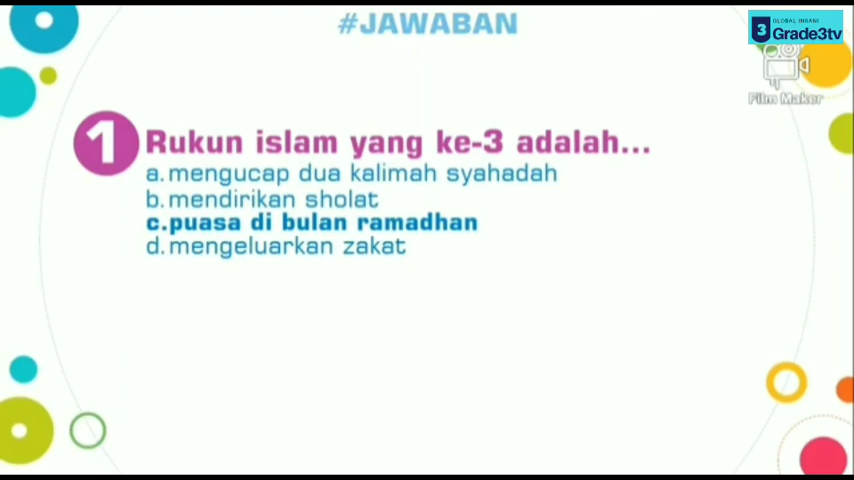 #JAWABAN
3
GLOBAL INSANI
Grade3tv
Film Maker
1
Rukun islam yang ke-3 adalah...
a.mengucap dua kalimah syahadah
b.mendirikan sholat
c.puasa di bulan ramadhan
d.mengeluarkan zakat